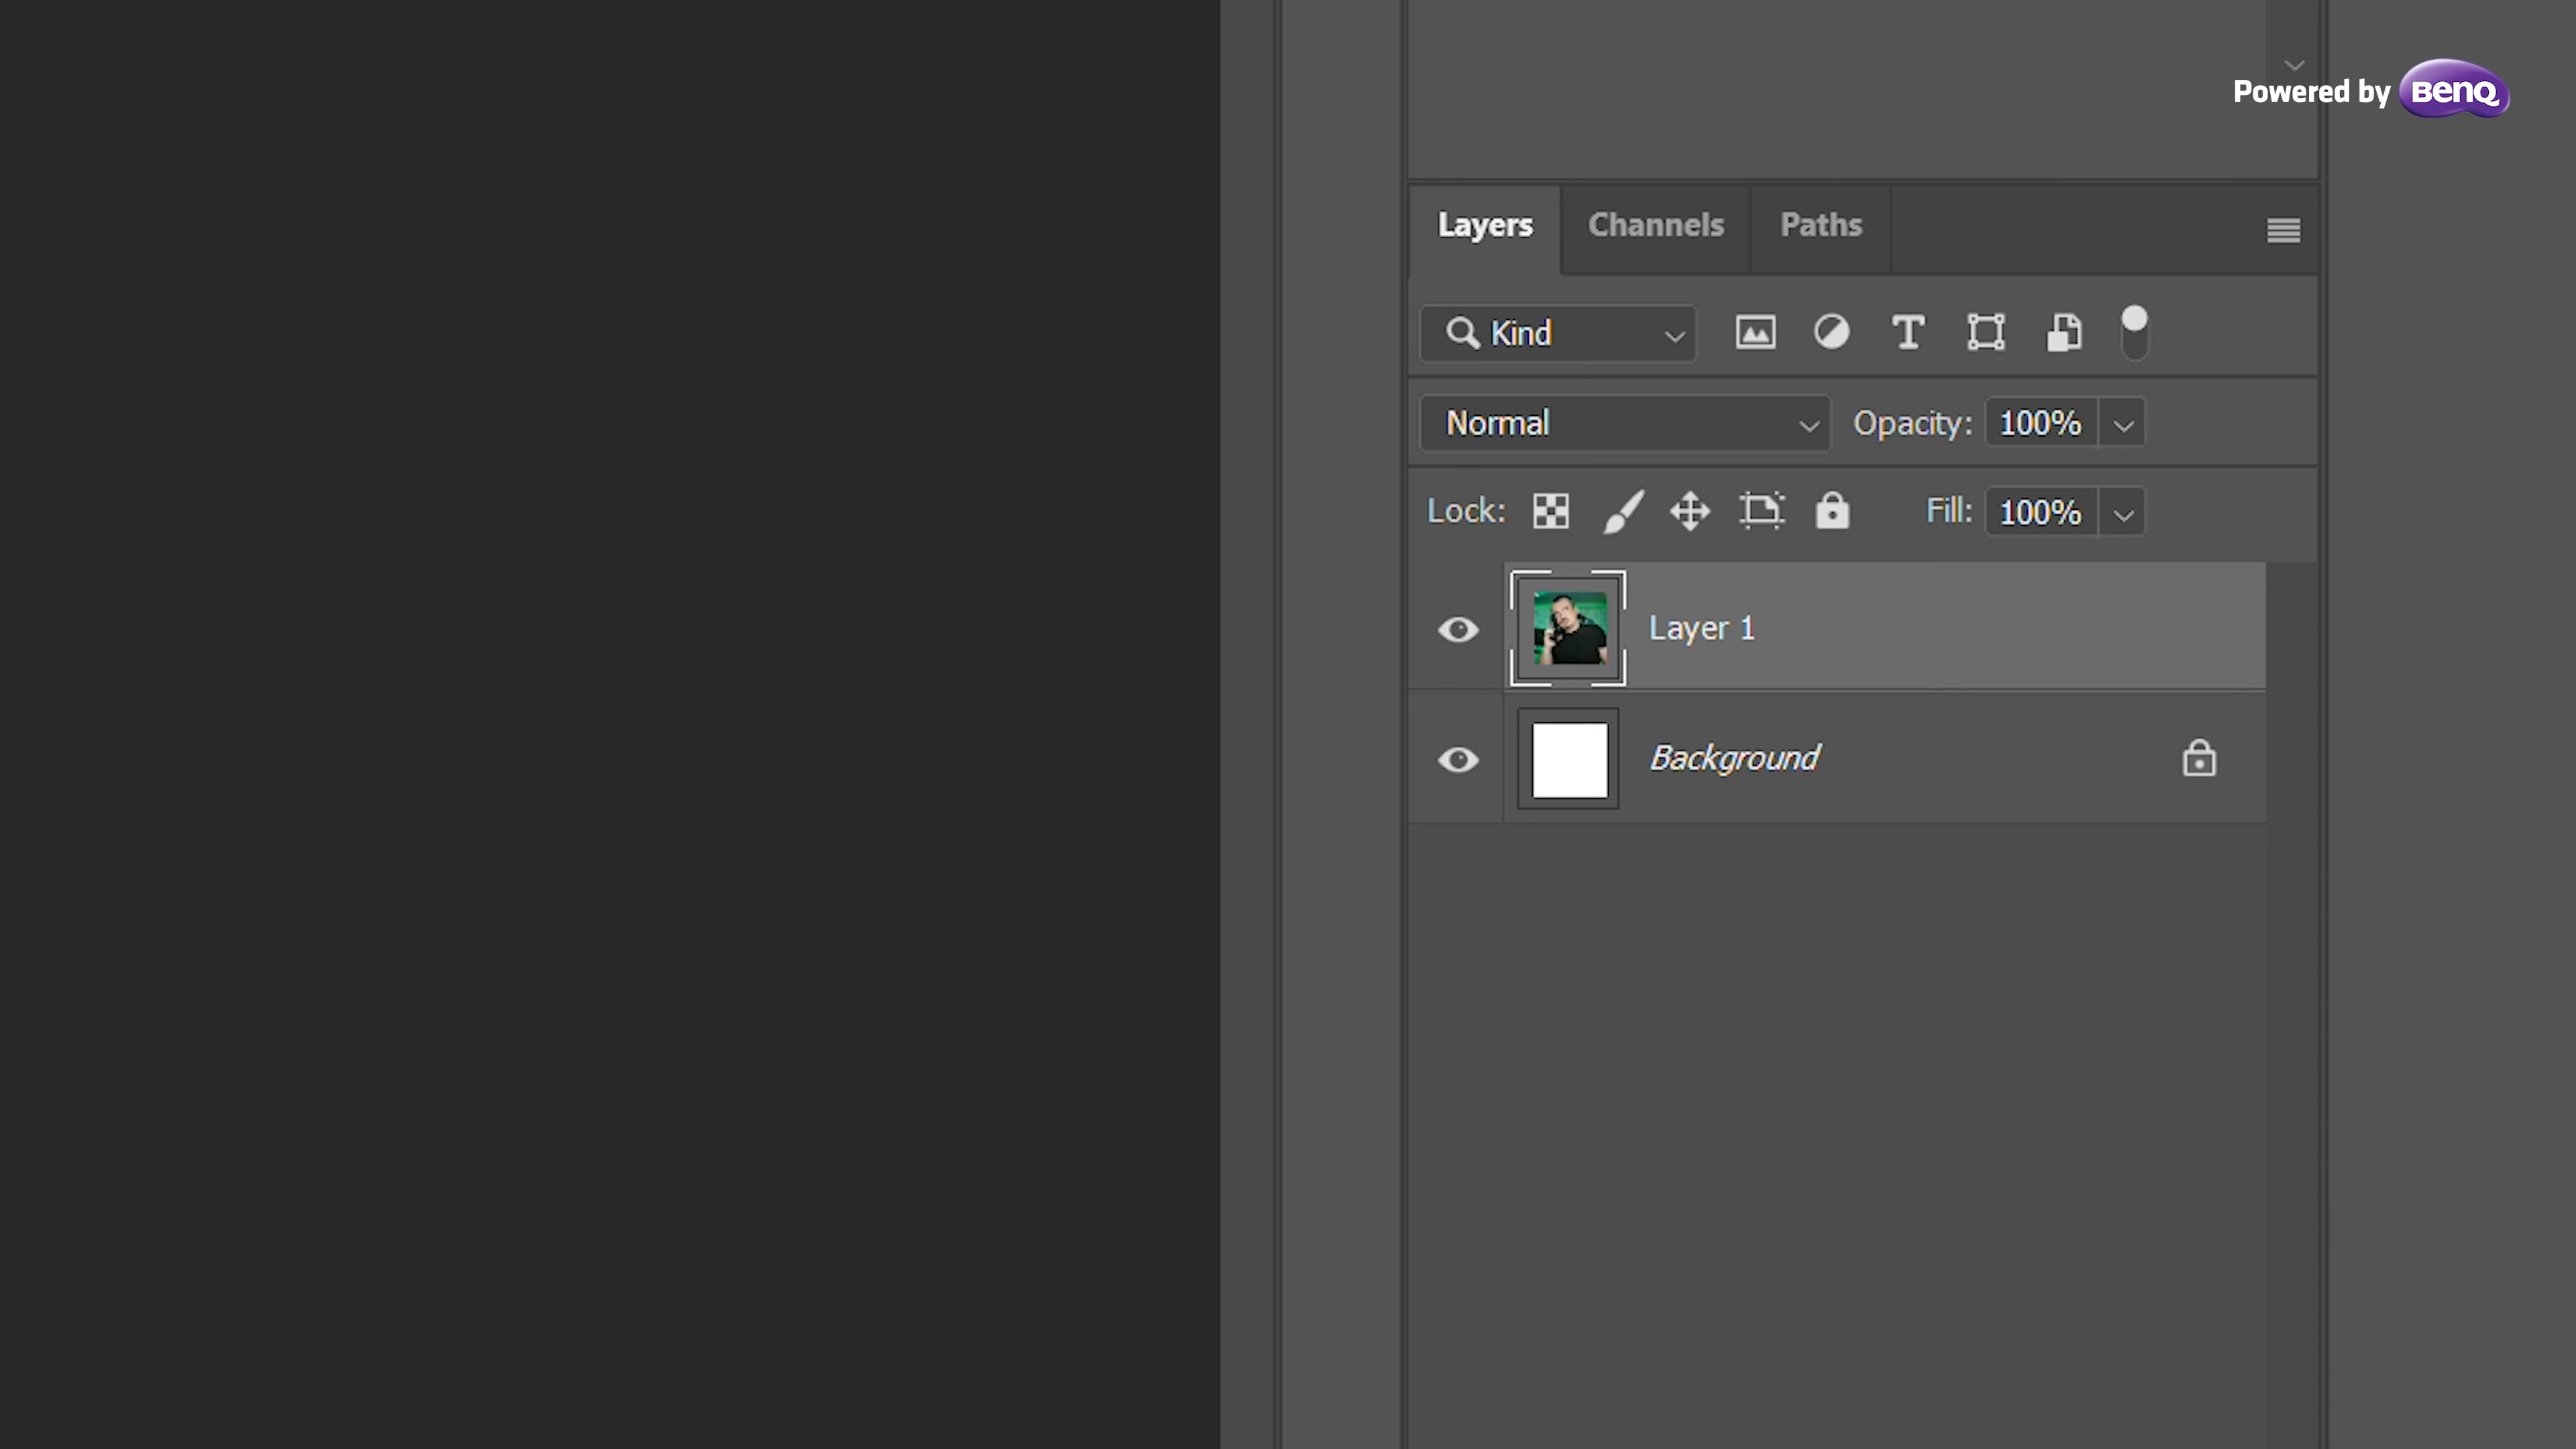 Powered by BenQ
Layers Channels Paths
Kind
Normal Opacity: 100%
Lock: Fill: 100%
Layer 1
Background